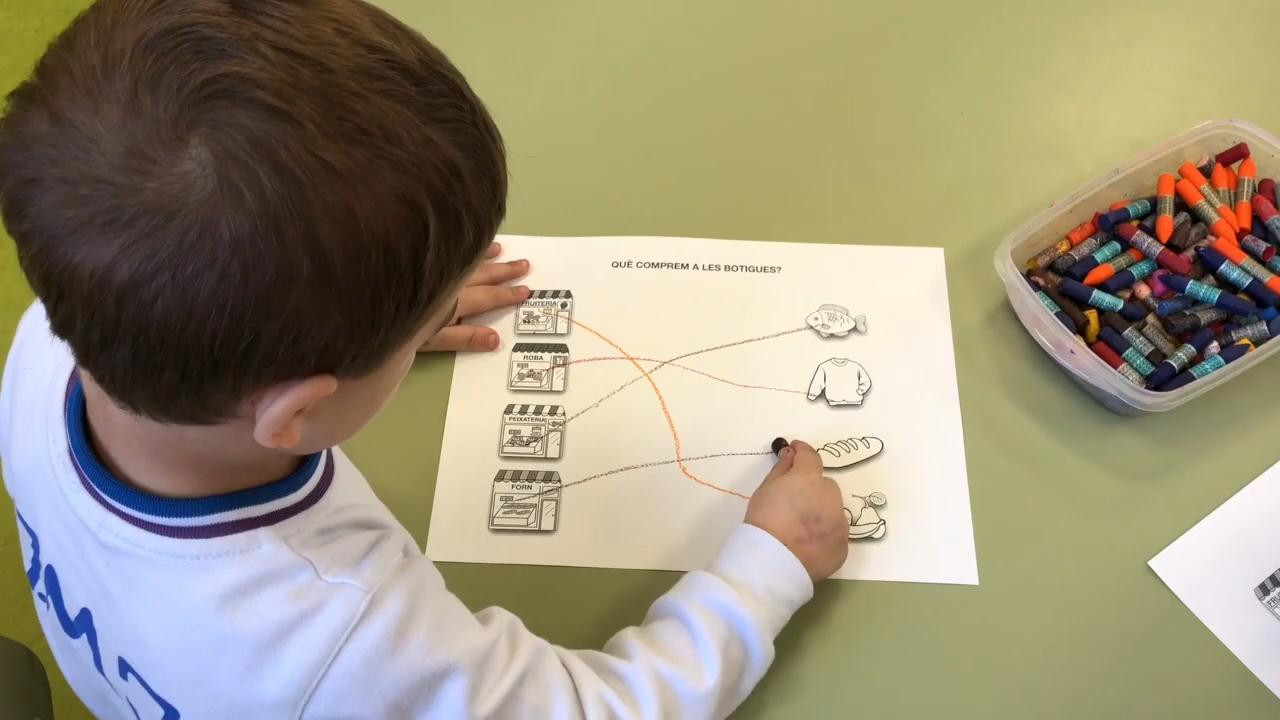 QUÈ COMPREM A LES BOTIGUES?
FRUITERIA
ROBA
PEIXATERIA
FORN